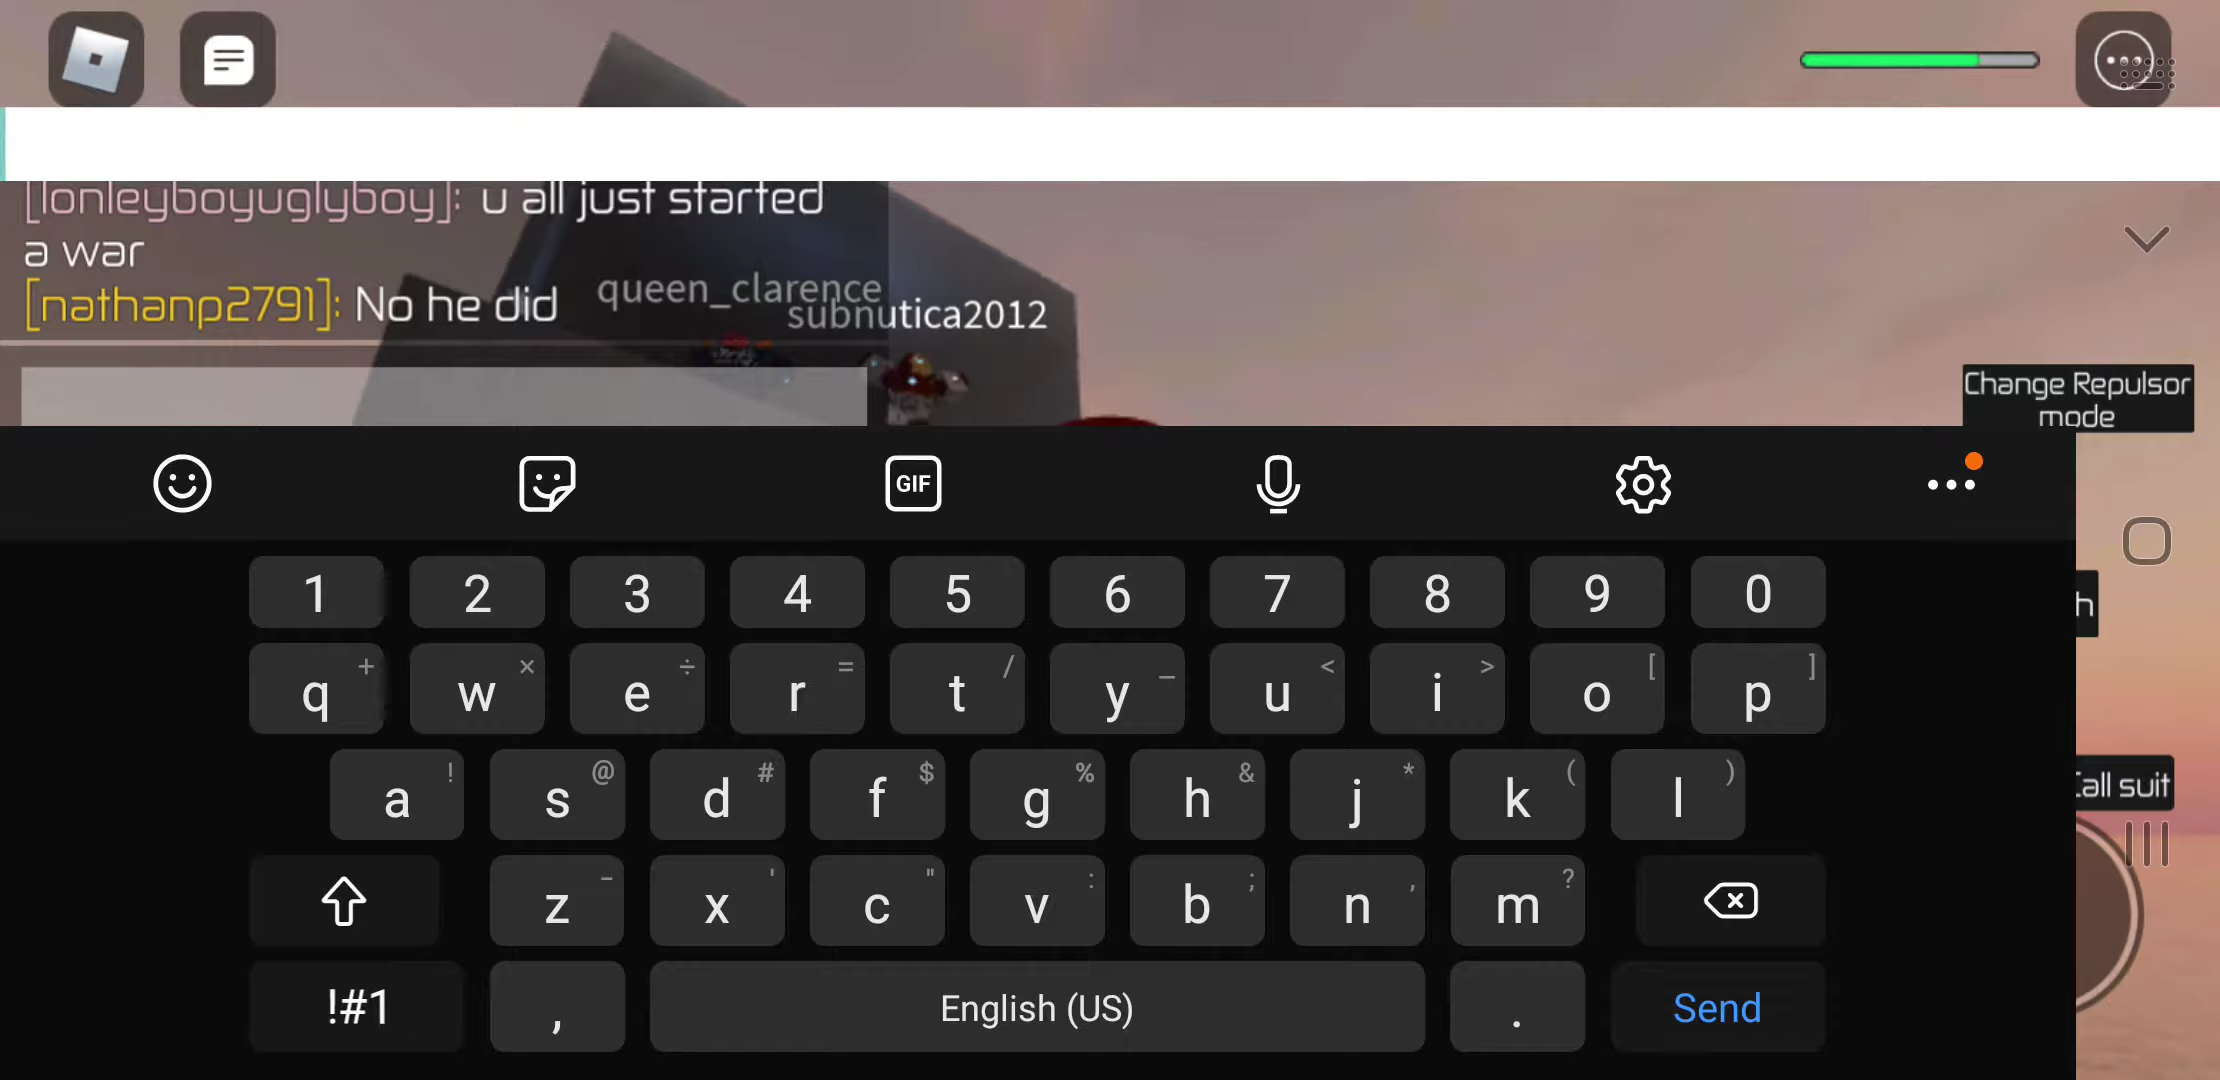 [lonleyboyuglyboy]: u all just started
a war
[nathanp2791]: No he did
queen_clarence
subnutica2012
Change Repulsor
mode
GIF
1 2 3 4 5 6 7 8 9 0
q + w × e ÷ r = t / y _ u < i > o [ p ]
a ! s @ d # f $ g % h & j * k ( l )
h
Call suit
z - x ' c " v : b ; n , m ?
!#1 , English (US) . Send